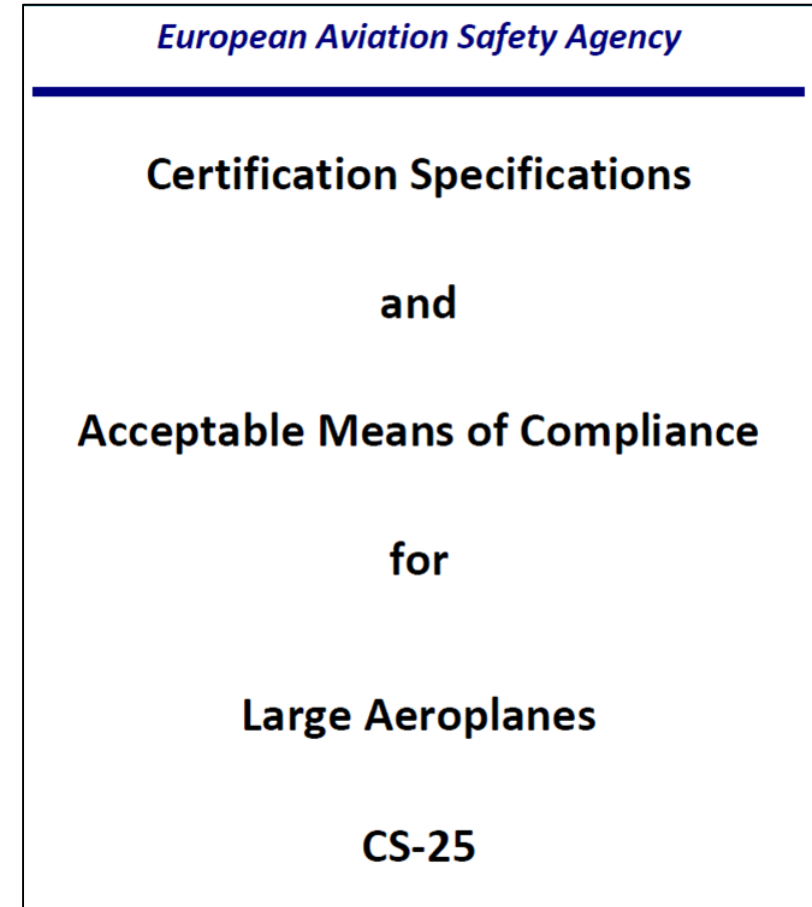 European Aviation Safety Agency
Certification Specifications
and
Acceptable Means of Compliance
for
Large Aeroplanes
CS-25